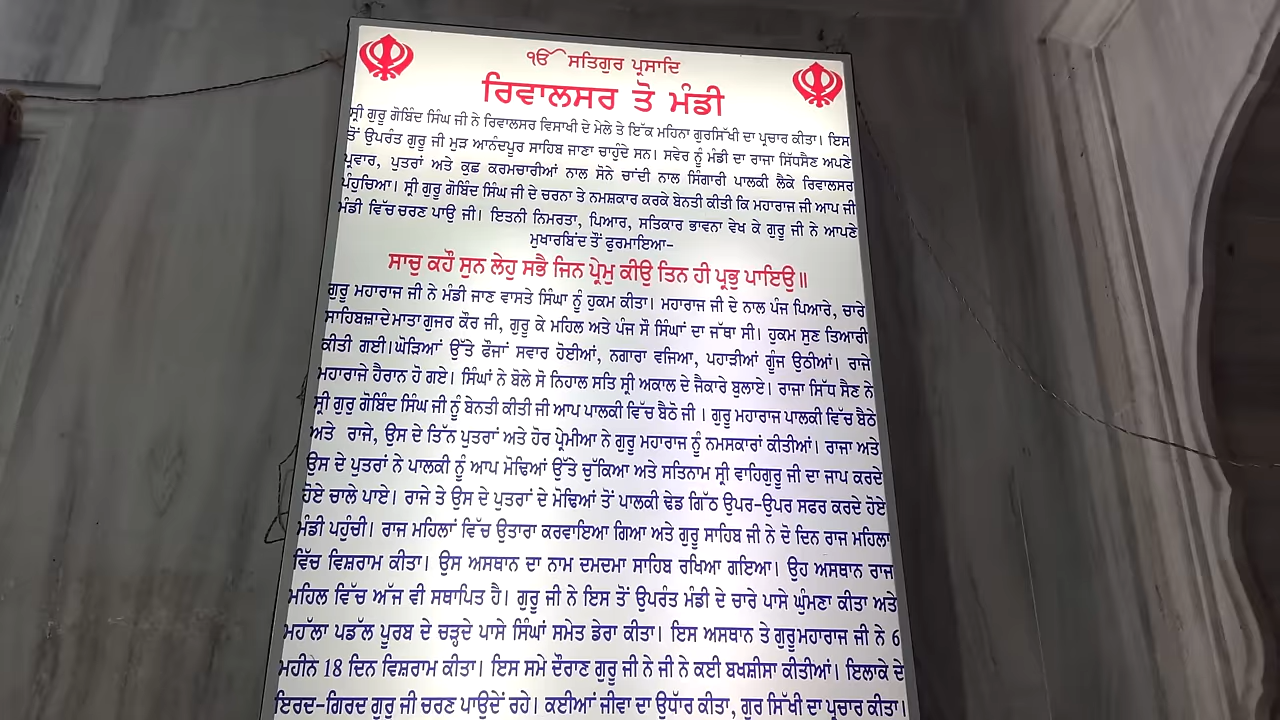 ੴ ਸਤਿਗੁਰ ਪ੍ਰਸਾਦਿ
ਰਿਵਾਲਸਰ ਤੋ ਮੰਡੀ
ਸ੍ਰੀ ਗੁਰੂ ਗੋਬਿੰਦ ਸਿੰਘ ਜੀ ਨੇ ਰਿਵਾਲਸਰ ਵਿਸਾਖੀ ਦੇ ਮੇਲੇ ਤੇ ਇੱਕ ਮਹਿਨਾ ਗੁਰਸਿੱਖੀ ਦਾ ਪ੍ਰਚਾਰ ਕੀਤਾ। ਇਸ
ਤੋਂ ਉਪਰੰਤ ਗੁਰੂ ਜੀ ਮੁੜ ਆਨੰਦਪੁਰ ਸਾਹਿਬ ਜਾਣਾ ਚਾਹੁੰਦੇ ਸਨ। ਸਵੇਰ ਨੂੰ ਮੰਡੀ ਦਾ ਰਾਜਾ ਸਿੱਧਸੈਣ ਅਪਣੇ
ਪ੍ਰਵਾਰ, ਪੁਤਰਾਂ ਅਤੇ ਕੁਛ ਕਰਮਚਾਰੀਆਂ ਨਾਲ ਸੋਨੇ ਚਾਂਦੀ ਨਾਲ ਸਿੰਗਾਰੀ ਪਾਲਕੀ ਲੈਕੇ ਰਿਵਾਲਸਰ
ਪੰਹੁਚਿਆ। ਸ੍ਰੀ ਗੁਰੂ ਗੋਬਿੰਦ ਸਿੰਘ ਜੀ ਦੇ ਚਰਨਾ ਤੇ ਨਮਸ਼ਕਾਰ ਕਰਕੇ ਬੇਨਤੀ ਕੀਤੀ ਕਿ ਮਹਾਰਾਜ ਜੀ ਆਪ ਜੀ
ਮੰਡੀ ਵਿੱਚ ਚਰਣ ਪਾਉ ਜੀ। ਇਤਨੀ ਨਿਮਰਤਾ, ਪਿਆਰ, ਸਤਿਕਾਰ ਭਾਵਨਾ ਵੇਖ ਕੇ ਗੁਰੂ ਜੀ ਨੇ ਆਪਣੇ
ਮੁਖਾਰਬਿੰਦ ਤੌਂ ਫੁਰਮਾਇਆ-
ਸਾਚੁ ਕਹੌ ਸੁਨ ਲੇਹੁ ਸਭੈ ਜਿਨ ਪ੍ਰੇਮੁ ਕੀਉ ਤਿਨ ਹੀ ਪ੍ਰਭੁ ਪਾਇਉ॥
ਗੁਰੂ ਮਹਾਰਾਜ ਜੀ ਨੇ ਮੰਡੀ ਜਾਣ ਵਾਸਤੇ ਸਿੰਘਾ ਨੂੰ ਹੁਕਮ ਕੀਤਾ। ਮਹਾਰਾਜ ਜੀ ਦੇ ਨਾਲ ਪੰਜ ਪਿਆਰੇ, ਚਾਰੇ
ਸਾਹਿਬਜ਼ਾਦੇ ਮਾਤਾ ਗੁਜਰ ਕੌਰ ਜੀ, ਗੁਰੂ ਕੇ ਮਹਿਲ ਅਤੇ ਪੰਜ ਸੌ ਸਿੰਘਾਂ ਦਾ ਜੱਥਾ ਸੀ। ਹੁਕਮ ਸੁਣ ਤਿਆਰੀ
ਕੀਤੀ ਗਈ।ਘੋੜਿਆਂ ਉੱਤੇ ਫੌਜਾਂ ਸਵਾਰ ਹੋਈਆਂ, ਨਗਾਰਾ ਵਜਿਆ, ਪਹਾੜੀਆਂ ਗੂੰਜ ਉਠੀਆਂ। ਰਾਜੇ
ਮਹਾਰਾਜੇ ਹੈਰਾਨ ਹੋ ਗਏ। ਸਿੰਘਾਂ ਨੇ ਬੋਲੇ ਸੋ ਨਿਹਾਲ ਸਤਿ ਸ੍ਰੀ ਅਕਾਲ ਦੇ ਜੈਕਾਰੇ ਬੁਲਾਏ। ਰਾਜਾ ਸਿੱਧ ਸੈਣ ਨੇ
ਸ੍ਰੀ ਗੁਰੂ ਗੋਬਿੰਦ ਸਿੰਘ ਜੀ ਨੂੰ ਬੇਨਤੀ ਕੀਤੀ ਜੀ ਆਪ ਪਾਲਕੀ ਵਿੱਚ ਬੈਠੋ ਜੀ । ਗੁਰੂ ਮਹਾਰਾਜ ਪਾਲਕੀ ਵਿੱਚ ਬੈਠੇ
ਅਤੇ ਰਾਜੇ, ਉਸ ਦੇ ਤਿੱਨ ਪੁਤਰਾਂ ਅਤੇ ਹੋਰ ਪ੍ਰੇਮੀਆ ਨੇ ਗੁਰੂ ਮਹਾਰਾਜ ਨੂੰ ਨਮਸਕਾਰਾਂ ਕੀਤੀਆਂ। ਰਾਜਾ ਅਤੇ
ਉਸ ਦੇ ਪੁਤਰਾਂ ਨੇ ਪਾਲਕੀ ਨੂੰ ਆਪ ਮੋਢਿਆਂ ਉੱਤੇ ਚੁੱਕਿਆ ਅਤੇ ਸਤਿਨਾਮ ਸ੍ਰੀ ਵਾਹਿਗੁਰੂ ਜੀ ਦਾ ਜਾਪ ਕਰਦੇ
ਹੋਏ ਚਾਲੇ ਪਾਏ। ਰਾਜੇ ਤੇ ਉਸ ਦੇ ਪੁਤਰਾਂ ਦੇ ਮੋਢਿਆਂ ਤੋਂ ਪਾਲਕੀ ਢੇਡ ਗਿੱਠ ਉਪਰ-ਉਪਰ ਸਫਰ ਕਰਦੇ ਹੋਏ
ਮੰਡੀ ਪਹੁੰਚੀ। ਰਾਜ ਮਹਿਲਾਂ ਵਿੱਚ ਉਤਾਰਾ ਕਰਵਾਇਆ ਗਿਆ ਅਤੇ ਗੁਰੂ ਸਾਹਿਬ ਜੀ ਨੇ ਦੋ ਦਿਨ ਰਾਜ ਮਹਿਲਾ
ਵਿੱਚ ਵਿਸ਼ਰਾਮ ਕੀਤਾ। ਉਸ ਅਸਥਾਨ ਦਾ ਨਾਮ ਦਮਦਮਾ ਸਾਹਿਬ ਰਖਿਆ ਗਇਆ। ਉਹ ਅਸਥਾਨ ਰਾਜ
ਮਹਿਲ ਵਿੱਚ ਅੱਜ ਵੀ ਸਥਾਪਿਤ ਹੈ। ਗੁਰੂ ਜੀ ਨੇ ਇਸ ਤੋਂ ਉਪਰੰਤ ਮੰਡੀ ਦੇ ਚਾਰੇ ਪਾਸੇ ਘੁੰਮਣਾ ਕੀਤਾ ਅਤੇ
ਮਹੱਲਾ ਪਡੱਲ ਪੂਰਬ ਦੇ ਚੜ੍ਹਦੇ ਪਾਸੇ ਸਿੰਘਾਂ ਸਮੇਤ ਡੇਰਾ ਕੀਤਾ। ਇਸ ਅਸਥਾਨ ਤੇ ਗੁਰੂਮਹਾਰਾਜ ਜੀ ਨੇ 6
ਮਹੀਨੇ 18 ਦਿਨ ਵਿਸ਼ਰਾਮ ਕੀਤਾ। ਇਸ ਸਮੇ ਦੌਰਾਣ ਗੁਰੂ ਜੀ ਨੇ ਜੀ ਨੇ ਕਈ ਬਖਸ਼ੀਸਾ ਕੀਤੀਆਂ। ਇਲਾਕੇ ਦੇ
ਇਰਦ-ਗਿਰਦ ਗੁਰੂ ਜੀ ਚਰਣ ਪਾਉਦੇਂ ਰਹੇ। ਕਈਆਂ ਜੀਵਾ ਦਾ ਉਧਾਰ ਕੀਤਾ, ਗੁਰ ਸਿੱਖੀ ਦਾ ਪ੍ਰਚਾਰ ਕੀਤਾ।